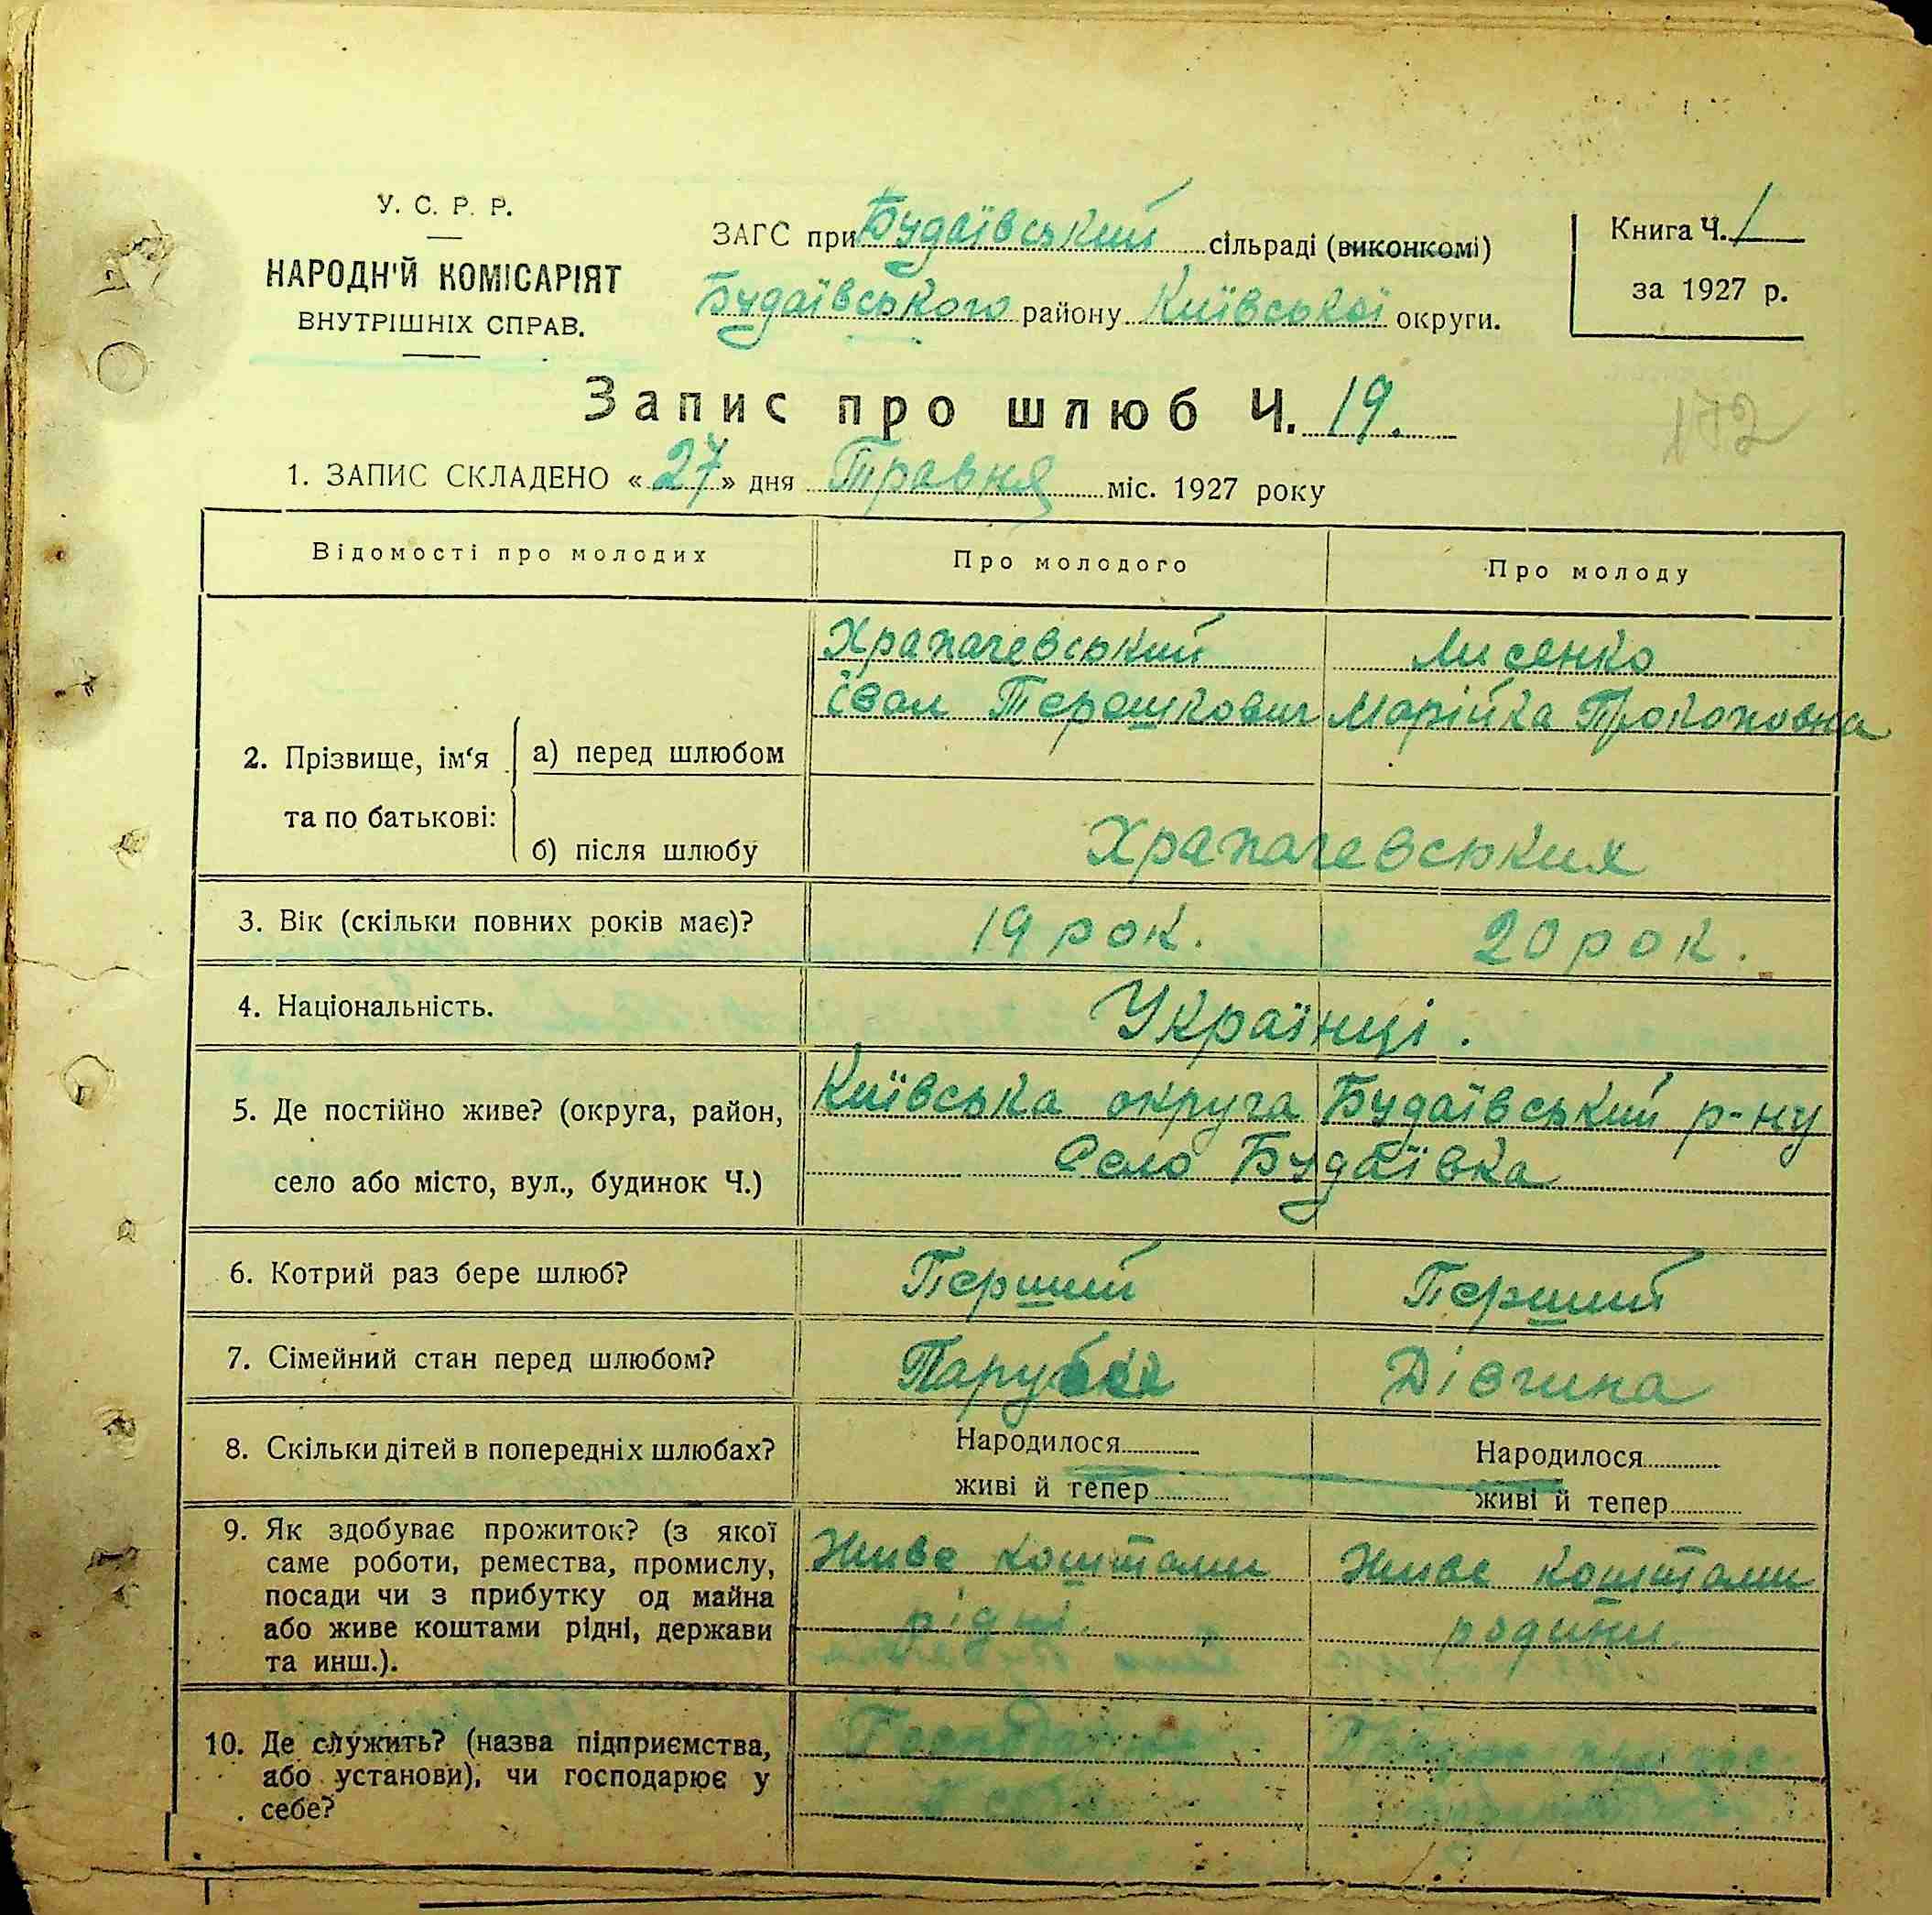 У. С. Р. Р.
НАРОДН'Й КОМІСАРІЯТ
ВНУТРІШНІХ СПРАВ.
ЗАГС при Будаївський сільраді (виконкомі)
Будаївського району Київської округи.
Книга Ч. 1
за 1927 р.
Запис про шлюб Ч. 19.
172
1. ЗАПИС СКЛАДЕНО «27» дня Травня міс. 1927 року
Відомості про молодих Про молодого Про молоду
Храпачевський Лисенко
Іван Терешкович Марійка Прокоповна
2. Прізвище, ім'я а) перед шлюбом
та по батькові:
б) після шлюбу Храпачевських
3. Вік (скільки повних років має)? 19 рок. 20 рок.
4. Національність. Українці.
5. Де постійно живе? (округа, район, Київська округа Будаївський р-ну
село або місто, вул., будинок Ч.) Село Будаївка
6. Котрий раз бере шлюб? Перший Перший
7. Сімейний стан перед шлюбом? Дівчина
8. Скільки дітей в попередніх шлюбах? Народилося Народилося
живі й тепер живі й тепер
9. Як здобуває прожиток? (з якої Живе коштами Живе коштами
саме роботи, ремества, промислу,
посади чи з прибутку од майна рідні. родини.
або живе коштами рідні, держави
та инш.).
10. Де служить? (назва підприємства,
або установи), чи господарює у
себе?